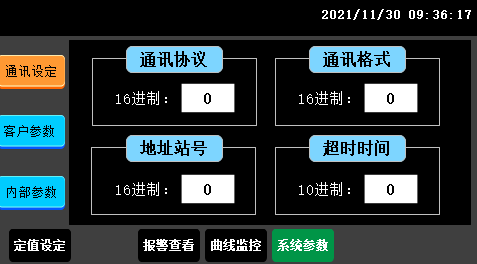 2021/11/30 09:36:17
通讯设定
客户参数
内部参数
通讯协议
16进制： 0
通讯格式
16进制： 0
地址站号
16进制： 0
超时时间
10进制： 0
定值设定 报警查看 曲线监控 系统参数